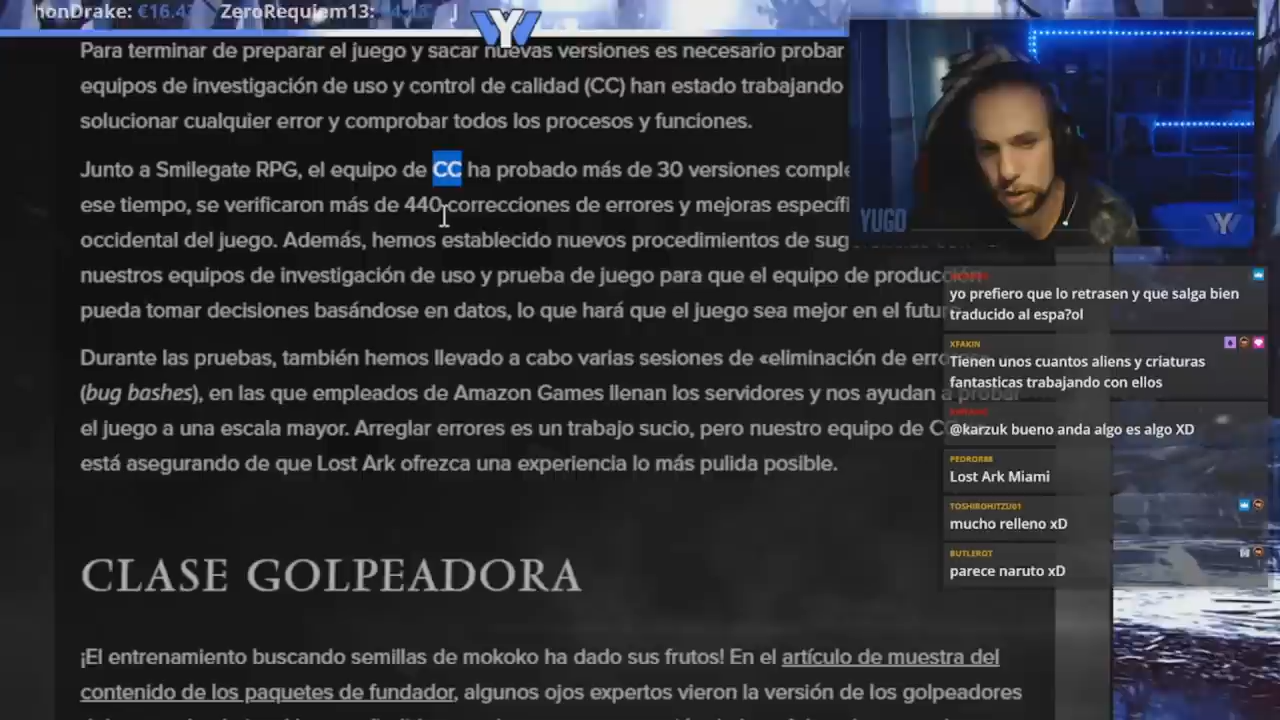 honDrake: €16.4
ZeroRequiem13:
Para terminar de preparar el juego y sacar nuevas versiones es necesario probar
equipos de investigación de uso y control de calidad (CC) han estado trabajando
solucionar cualquier error y comprobar todos los procesos y funciones.
Junto a Smilegate RPG, el equipo de CC ha probado más de 30 versiones comple
ese tiempo, se verificaron más de 440 correcciones de errores y mejoras específi
occidental del juego. Además, hemos establecido nuevos procedimientos de
nuestros equipos de investigación de uso y prueba de juego para que el equipo de producción
pueda tomar decisiones basándose en datos, lo que hará que el juego sea mejor en el futu
Durante las pruebas, también hemos llevado a cabo varias sesiones de «eliminación de erro
(bug bashes), en las que empleados de Amazon Games llenan los servidores y nos ayudan a probar
el juego a una escala mayor. Arreglar errores es un trabajo sucio, pero nuestro equipo de C
está asegurando de que Lost Ark ofrezca una experiencia lo más pulida posible.
CLASE GOLPEADORA
¡El entrenamiento buscando semillas de mokoko ha dado sus frutos! En el artículo de muestra del
contenido de los paquetes de fundador, algunos ojos expertos vieron la versión de los golpeadores
YUGO
yo prefiero que lo retrasen y que salga bien
traducido al espa?ol
XFAKIN
Tienen unos cuantos aliens y criaturas
fantasticas trabajando con ellos
@karzuk bueno anda algo es algo XD
PEDROR88
Lost Ark Miami
TOSHIROHITZU01
mucho relleno xD
BUTLERQT
parece naruto xD